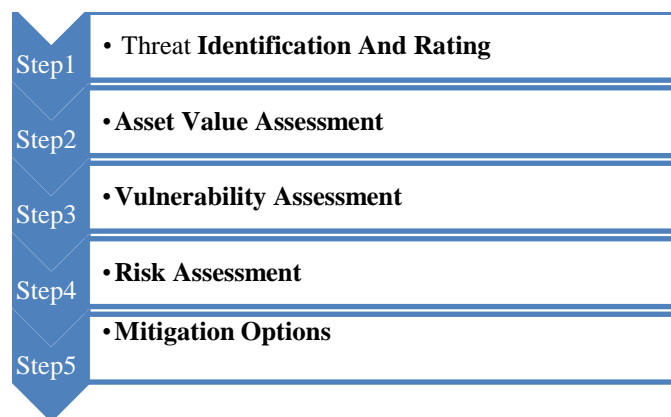 Step1
• Threat Identification And Rating
Step2
• Asset Value Assessment
Step3
• Vulnerability Assessment
Step4
• Risk Assessment
Step5
• Mitigation Options